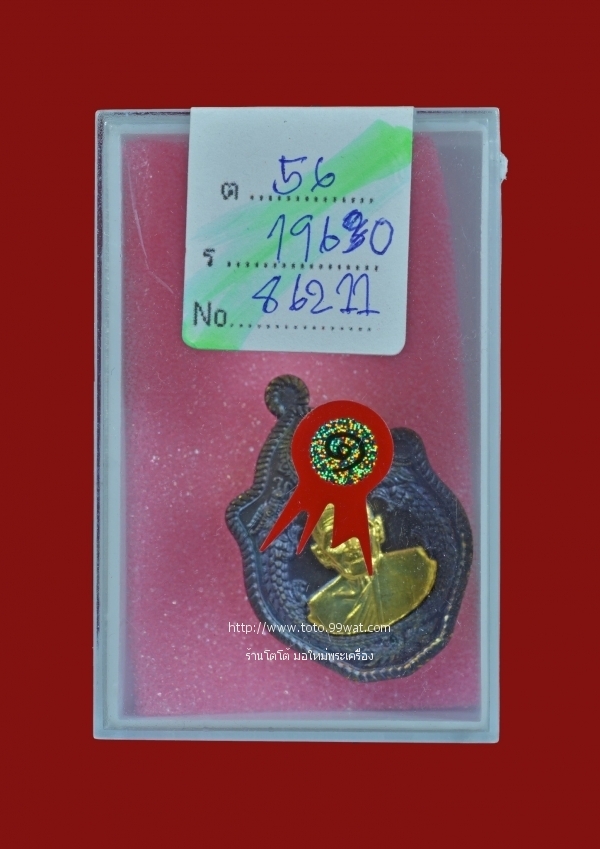 ต 56
ร 19630
No. 86211
๑
http://www.toto.99wat.com
ร้านโตโต้ มอใหม่พระเครื่อง